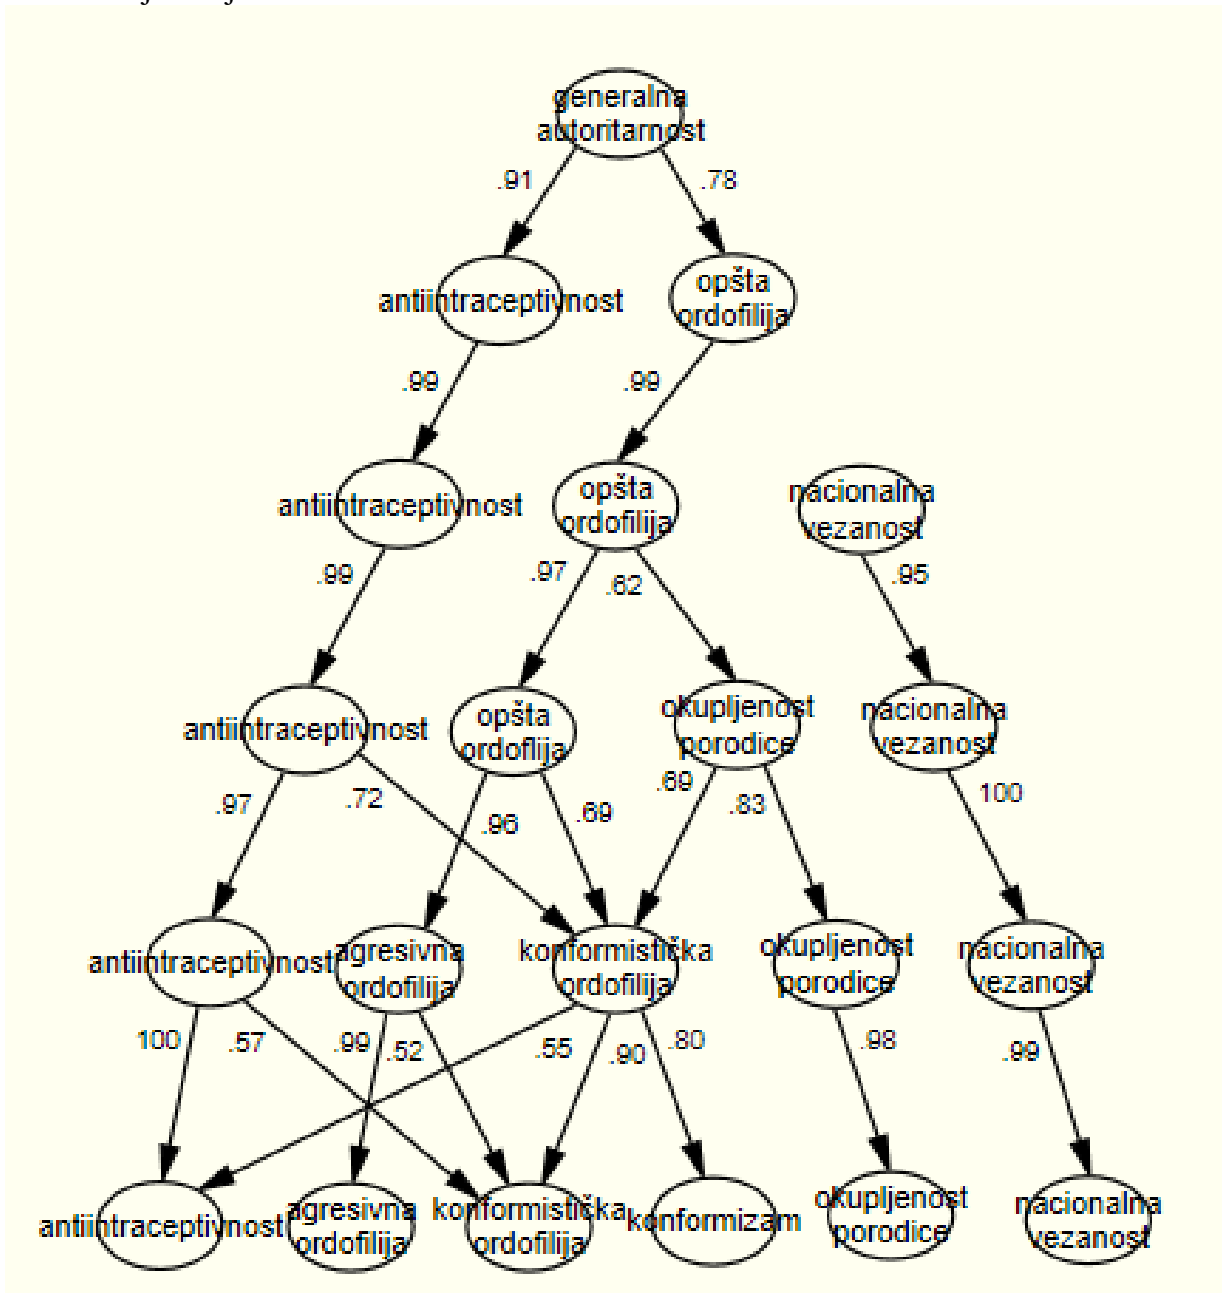 generalna
autoritarnost
.91
.78
antiintraceptivnost
opšta
ordofilija
.99
.99
antiintraceptivnost
opšta
ordofilija
nacionalna
vezanost
.99
.97
.62
.95
antiintraceptivnost
opšta
ordoflija
okupljenost
porodice
nacionalna
vezanost
.97
.72
.96
.69
.69
.83
100
antiintraceptivnost
agresivna
ordofilija
konformistička
ordofilija
okupljenost
porodice
nacionalna
vezanost
100
.57
.99
.52
.55
.90
.80
.98
.99
antiintraceptivnost
agresivna
ordofilija
konformistička
ordofilija
konformizam
okupljenost
porodice
nacionalna
vezanost